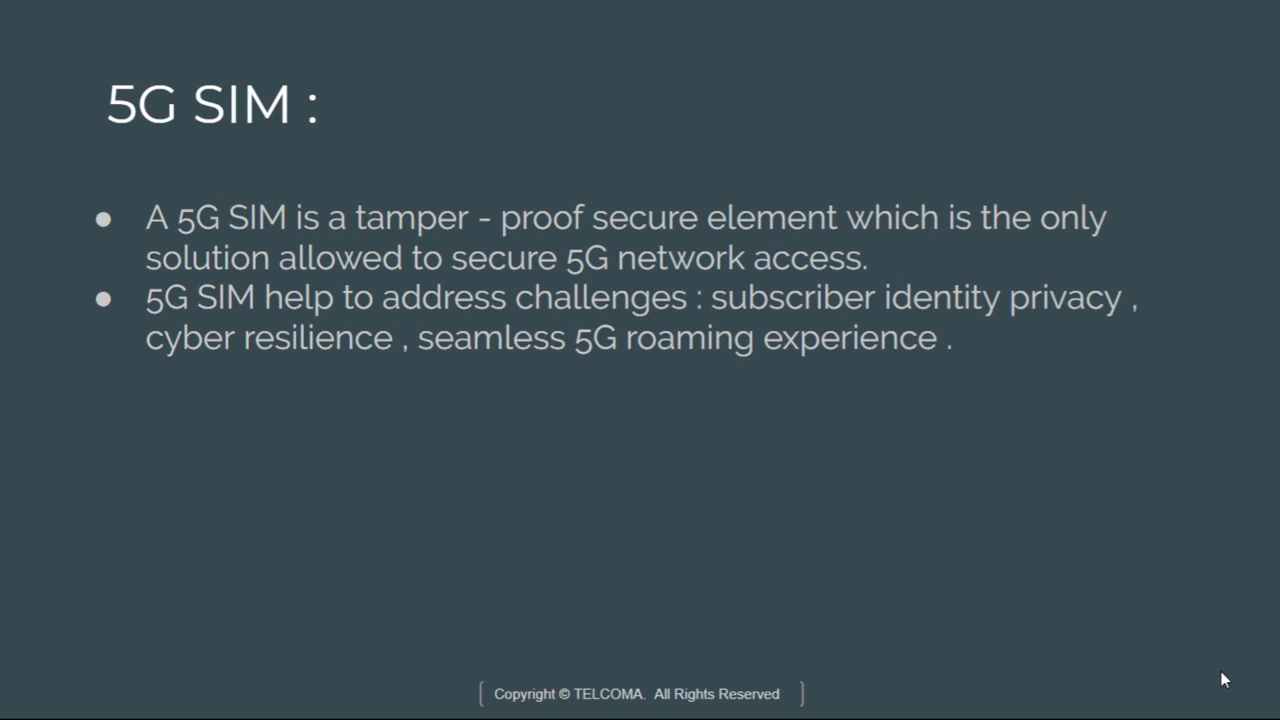 5G SIM :
● A 5G SIM is a tamper - proof secure element which is the only
solution allowed to secure 5G network access.
● 5G SIM help to address challenges : subscriber identity privacy ,
cyber resilience , seamless 5G roaming experience .
Copyright © TELCOMA. All Rights Reserved